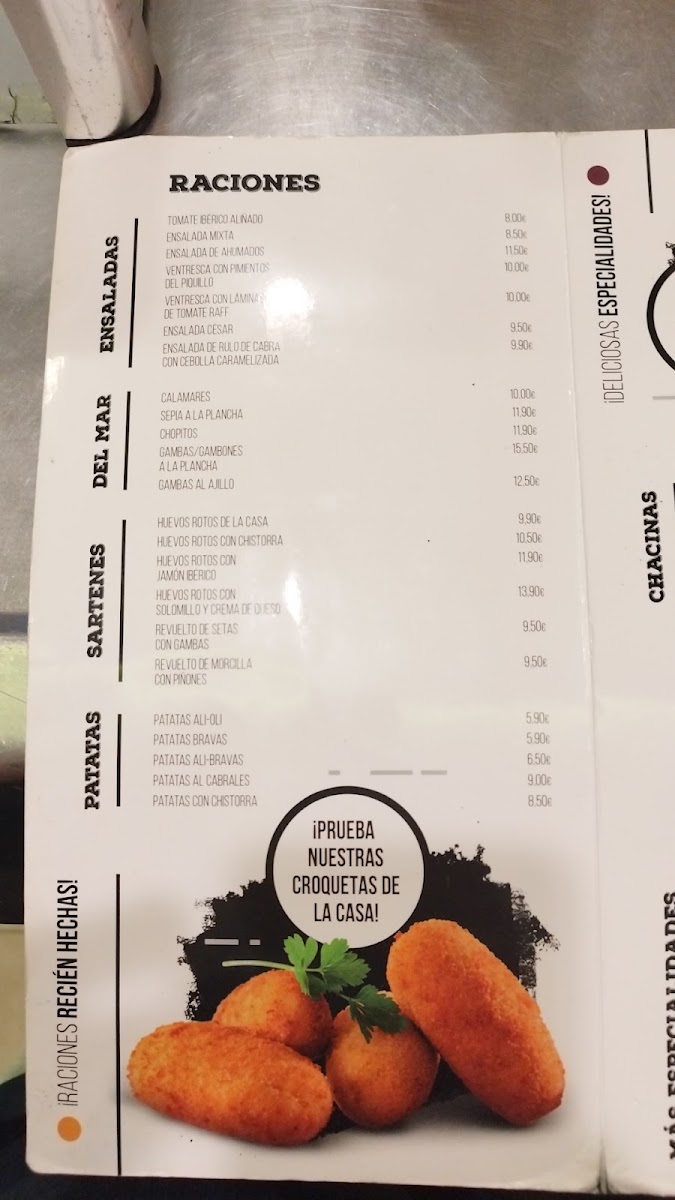 RACIONES
ENSALADAS
TOMATE IBÉRICO ALIÑADO 8.00€
ENSALADA MIXTA 8.50€
ENSALADA DE AHUMADOS 11.50€
VENTRESCA CON PIMIENTOS 10.00€
DEL PIQUILLO
VENTRESCA CON LÁMINAS 10.00€
DE TOMATE RAFF
ENSALADA CESAR 9.50€
ENSALADA DE RULO DE CABRA 9.90€
CON CEBOLLA CARAMELIZADA
DEL MAR
CALAMARES 10.00€
SEPIA A LA PLANCHA 11.90€
CHOPITOS 11.90€
GAMBAS/GAMBONES 15.50€
A LA PLANCHA
GAMBAS AL AJILLO 12.50€
SARTENES
HUEVOS ROTOS DE LA CASA 9.90€
HUEVOS ROTOS CON CHISTORRA 10.50€
HUEVOS ROTOS CON 11.90€
JAMÓN IBÉRICO
HUEVOS ROTOS CON 13.90€
SOLOMILLO Y CREMA DE QUESO
REVUELTO DE SETAS 9.50€
CON GAMBAS
REVUELTO DE MORCILLA 9.50€
CON PIÑONES
PATATAS
PATATAS ALI-OLI 5.90€
PATATAS BRAVAS 5.90€
PATATAS ALI-BRAVAS 6.50€
PATATAS AL CABRALES 9.00€
PATATAS CON CHISTORRA 8.50€
¡PRUEBA
NUESTRAS
CROQUETAS DE
LA CASA!
¡RACIONES RECIÉN HECHAS!
¡DELICIOSAS ESPECIALIDADES!
CHACINAS
MÁS ESPECIALIDADES